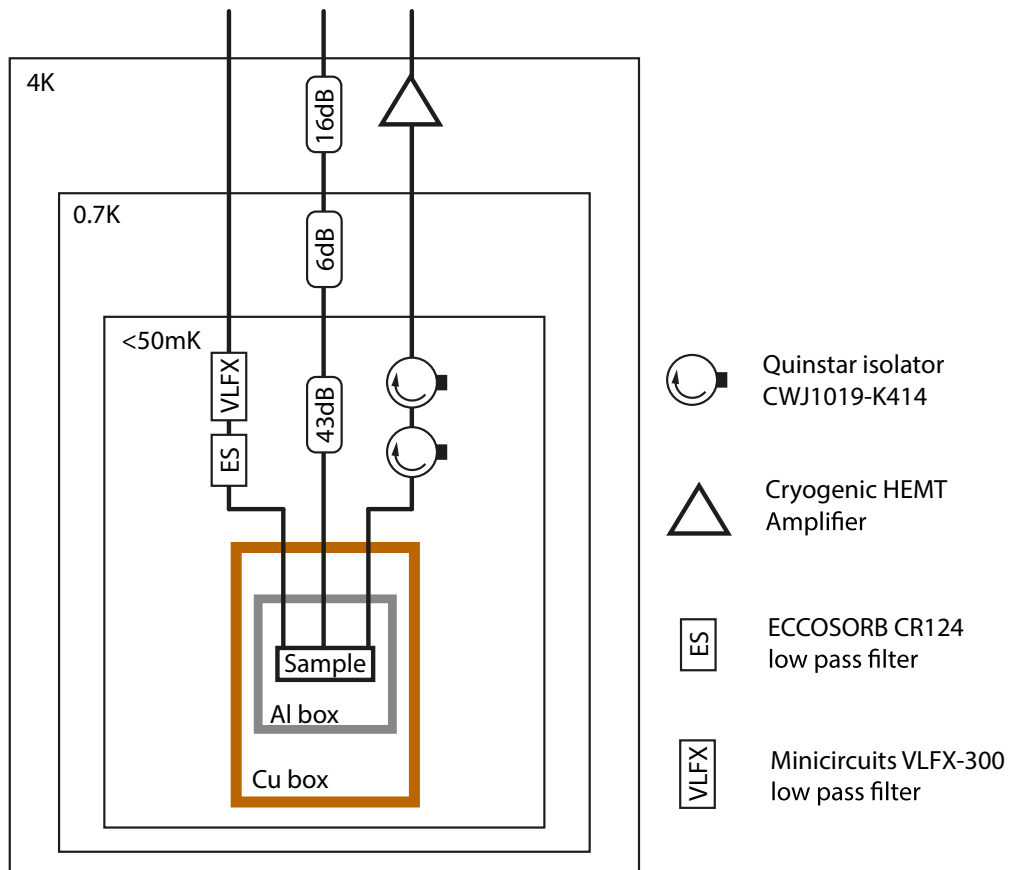 4K
16dB
0.7K
6dB
<50mK
VLFX
43dB
ES
Sample
Al box
Cu box
Quinstar isolator
CWJ1019-K414
Cryogenic HEMT
Amplifier
ES
ECCOSORB CR124
low pass filter
VLFX
Minicircuits VLFX-300
low pass filter